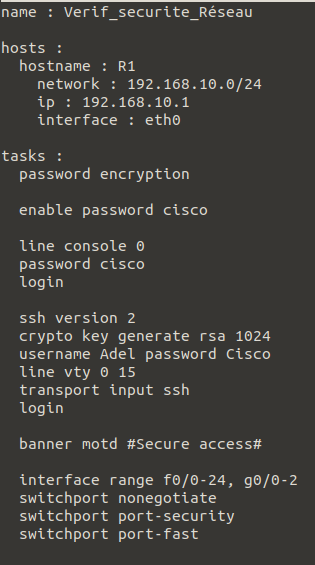 name : Verif_securite_Réseau
hosts :
hostname : R1
network : 192.168.10.0/24
ip : 192.168.10.1
interface : eth0
tasks :
password encryption
enable password cisco
line console 0
password cisco
login
ssh version 2
crypto key generate rsa 1024
username Adel password Cisco
line vty 0 15
transport input ssh
login
banner motd #Secure access#
interface range f0/0-24, g0/0-2
switchport nonegotiate
switchport port-security
switchport port-fast